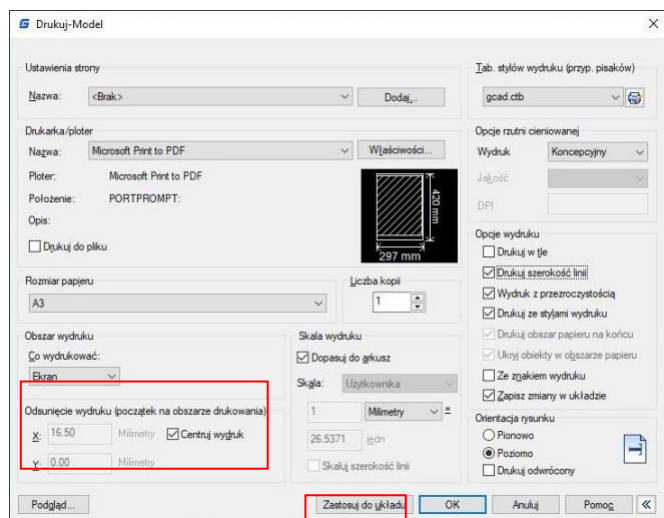 Drukuj-Model
Ustawienia strony
Nazwa: <Brak> Dodaj...
Tab. stylów wydruku (przyp. pisaków)
gcad.ctb
Drukarka/ploter
Nazwa: Microsoft Print to PDF Właściwości...
Ploter: Microsoft Print to PDF
Położenie: PORTPROMPT:
Opis:
Drukuj do pliku
420 mm
297 mm
Opcje rzutni cieniowanej
Wydruk Koncepcyjny
Jakość
DPI
Rozmiar papieru
A3
Liczba kopii
1
Opcje wydruku
Drukuj w tle
Drukuj szerokość linii
Wydruk z przezroczystością
Drukuj ze stylami wydruku
Drukuj obszar papieru na końcu
Ukryj obiekty w obszarze papieru
Ze znakiem wydruku
Zapisz zmiany w układzie
Obszar wydruku
Co wydrukować:
Ekran
Skala wydruku
Dopasuj do arkusz
Skala: Użytkownika
1 Milimetry =
26.5371 jedn
Skaluj szerokość linii
Odsunięcie wydruku (początek na obszarze drukowania)
X: 16.50 Milimetry Centruj wydruk
Y: 0.00 Milimetry
Orientacja rysunku
Pionowo
Poziomo
Drukuj odwrócony
Podgląd... Zastosuj do układu OK Anuluj Pomoc